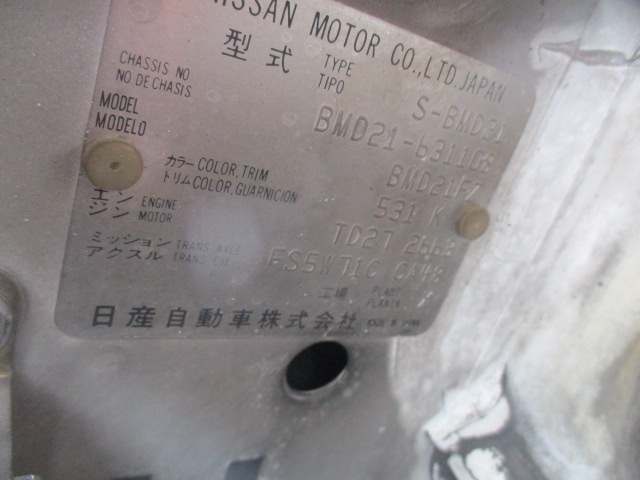 NISSAN MOTOR CO.,LTD.JAPAN
型式 TYPE TIPO S-BMD21
CHASSIS NO NO DE CHASIS BMD21-631108
MODEL MODELO BMD21F7
カラー COLOR,TRIM
トリム COLOR,GUARNICION 531 K
エンジン ENGINE MOTOR TD27 2663
ミッション TRANS.
アクスル TRANS. FS5W71C CA48
工場 PLANT
日産自動車株式会社